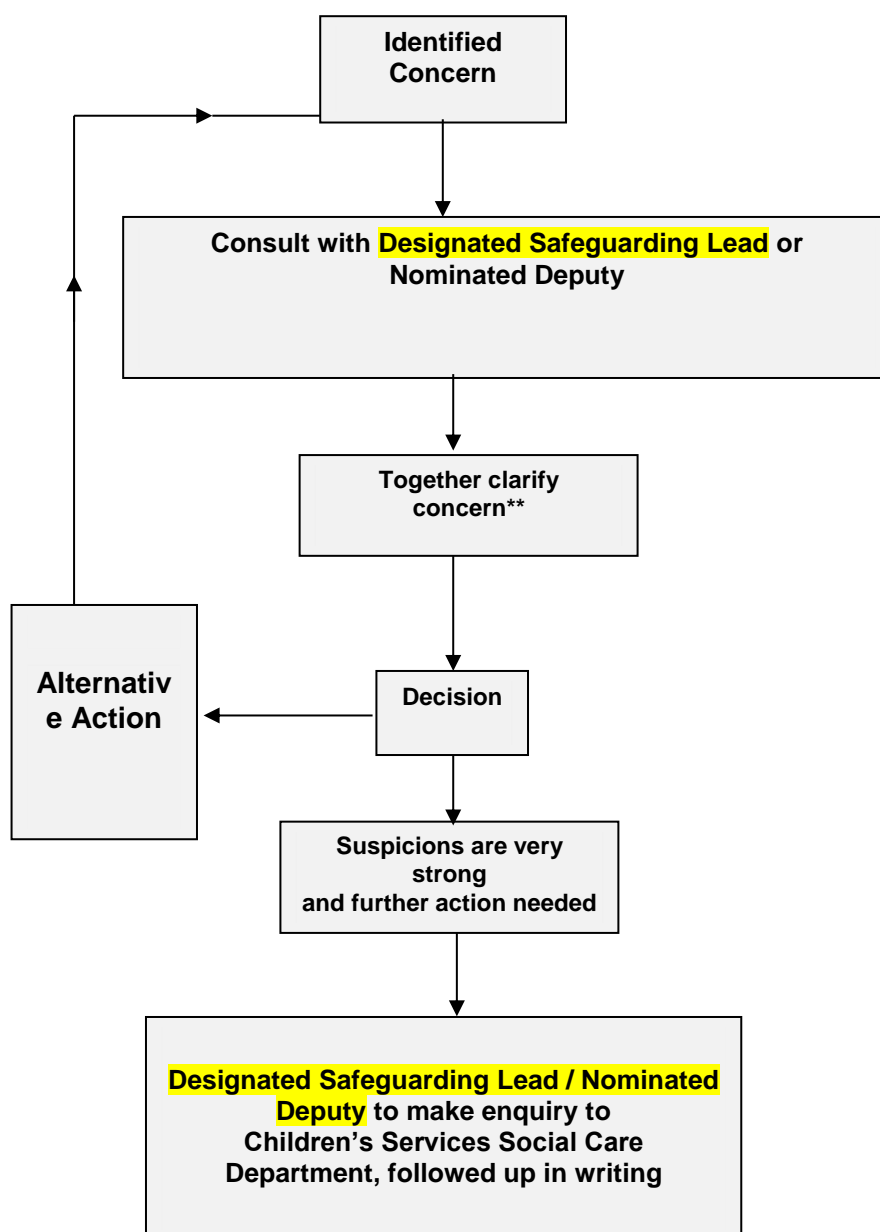 Identified
Concern
Consult with Designated Safeguarding Lead or
Nominated Deputy
Together clarify
concern**
Alternativ
e Action
Decision
Suspicions are very
strong
and further action needed
Designated Safeguarding Lead / Nominated
Deputy to make enquiry to
Children's Services Social Care
Department, followed up in writing